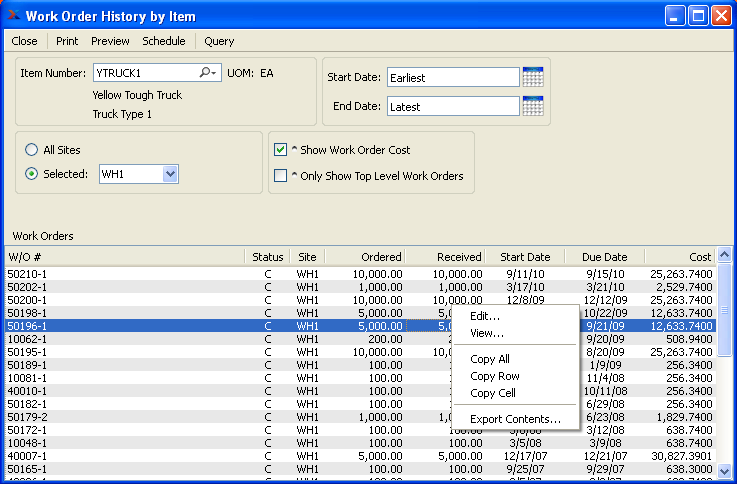 Work Order History by Item
Close Print Preview Schedule Query
Item Number: YTRUCK1 UOM: EA
Yellow Tough Truck
Truck Type 1
Start Date: Earliest
End Date: Latest
All Sites
Selected: WH1
^ Show Work Order Cost
^ Only Show Top Level Work Orders
Work Orders
W/O # Status Site Ordered Received Start Date Due Date Cost
50210-1 C WH1 10,000.00 10,000.00 9/11/10 9/15/10 25,263.7400
50202-1 C WH1 1,000.00 1,000.00 3/17/10 3/21/10 2,529.7400
50200-1 C WH1 10,000.00 10,000.00 12/8/09 12/12/09 25,263.7400
50198-1 C WH1 5,000.00 5,0 10/22/09 12,633.7400
50196-1 C WH1 5,000.00 5,0 9/21/09 12,633.7400
10062-1 C WH1 200.00 2 9/20/09 508.9400
50195-1 C WH1 10,000.00 10,0 8/20/09 25,263.7400
50189-1 C WH1 100.00 1 1/9/09 256.3400
10081-1 C WH1 100.00 1 11/4/08 256.3400
40010-1 C WH1 100.00 1 10/11/08 256.3400
50182-1 C WH1 100.00 1 6/29/08 256.3400
50179-2 C WH1 1,000.00 1,0 6/23/08 1,829.7400
50172-1 C WH1 100.00 100.00 3/8/08 3/12/08 638.7400
10048-1 C WH1 100.00 100.00 3/5/08 3/9/08 638.7400
40007-1 C WH1 5,000.00 5,000.00 12/17/07 12/21/07 30,827.3901
50165-1 C WH1 100.00 100.00 9/25/07 9/29/07 638.3000
Edit...
View...
Copy All
Copy Row
Copy Cell
Export Contents...